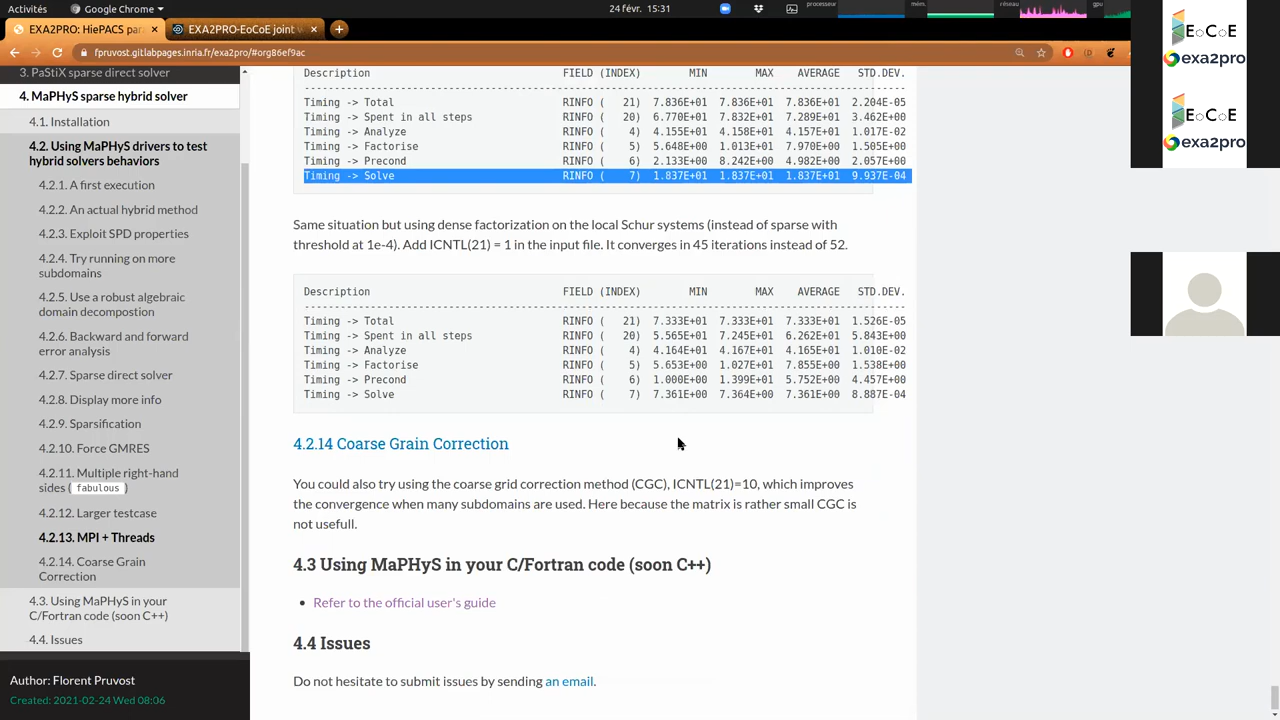 Activités Google Chrome 24 févr. 15:31 processeur mém. réseau gpu
EXA2PRO: HiePACS par EXA2PRO-EoCoE joint w
fpruvost.gitlabpages.inria.fr/exa2pro/#org86ef9ac
3. PaStiX sparse direct solver
4. MaPHyS sparse hybrid solver
4.1. Installation
4.2. Using MaPHyS drivers to test
hybrid solvers behaviors
4.2.1. A first execution
4.2.2. An actual hybrid method
4.2.3. Exploit SPD properties
4.2.4. Try running on more
subdomains
4.2.5. Use a robust algebraic
domain decompostion
4.2.6. Backward and forward
error analysis
4.2.7. Sparse direct solver
4.2.8. Display more info
4.2.9. Sparsification
4.2.10. Force GMRES
4.2.11. Multiple right-hand
sides ( fabulous )
4.2.12. Larger testcase
4.2.13. MPI + Threads
4.2.14. Coarse Grain
Correction
4.3. Using MaPHyS in your
C/Fortran code (soon C++)
4.4. Issues
Author: Florent Pruvost
Created: 2021-02-24 Wed 08:06
Description FIELD (INDEX) MIN MAX AVERAGE STD.DEV.
--------------------------------------------------------------------------------
Timing -> Total RINFO ( 21) 7.836E+01 7.836E+01 7.836E+01 2.204E-05
Timing -> Spent in all steps RINFO ( 20) 6.770E+01 7.832E+01 7.289E+01 3.462E+00
Timing -> Analyze RINFO ( 4) 4.155E+01 4.158E+01 4.157E+01 1.017E-02
Timing -> Factorise RINFO ( 5) 5.648E+00 1.013E+01 7.970E+00 1.505E+00
Timing -> Precond RINFO ( 6) 2.133E+00 8.242E+00 4.982E+00 2.057E+00
Timing -> Solve RINFO ( 7) 1.837E+01 1.837E+01 1.837E+01 9.937E-04
Same situation but using dense factorization on the local Schur systems (instead of sparse with
threshold at 1e-4). Add ICNTL(21) = 1 in the input file. It converges in 45 iterations instead of 52.
Description FIELD (INDEX) MIN MAX AVERAGE STD.DEV.
--------------------------------------------------------------------------------
Timing -> Total RINFO ( 21) 7.333E+01 7.333E+01 7.333E+01 1.526E-05
Timing -> Spent in all steps RINFO ( 20) 5.565E+01 7.245E+01 6.262E+01 5.843E+00
Timing -> Analyze RINFO ( 4) 4.164E+01 4.167E+01 4.165E+01 1.010E-02
Timing -> Factorise RINFO ( 5) 5.653E+00 1.027E+01 7.855E+00 1.538E+00
Timing -> Precond RINFO ( 6) 1.000E+00 1.399E+01 5.752E+00 4.457E+00
Timing -> Solve RINFO ( 7) 7.361E+00 7.364E+00 7.361E+00 8.887E-04
4.2.14 Coarse Grain Correction
You could also try using the coarse grid correction method (CGC), ICNTL(21)=10, which improves
the convergence when many subdomains are used. Here because the matrix is rather small CGC is
not usefull.
4.3 Using MaPHyS in your C/Fortran code (soon C++)
• Refer to the official user's guide
4.4 Issues
Do not hesitate to submit issues by sending an email.
EoCoE
exa2pro
EoCoE
exa2pro